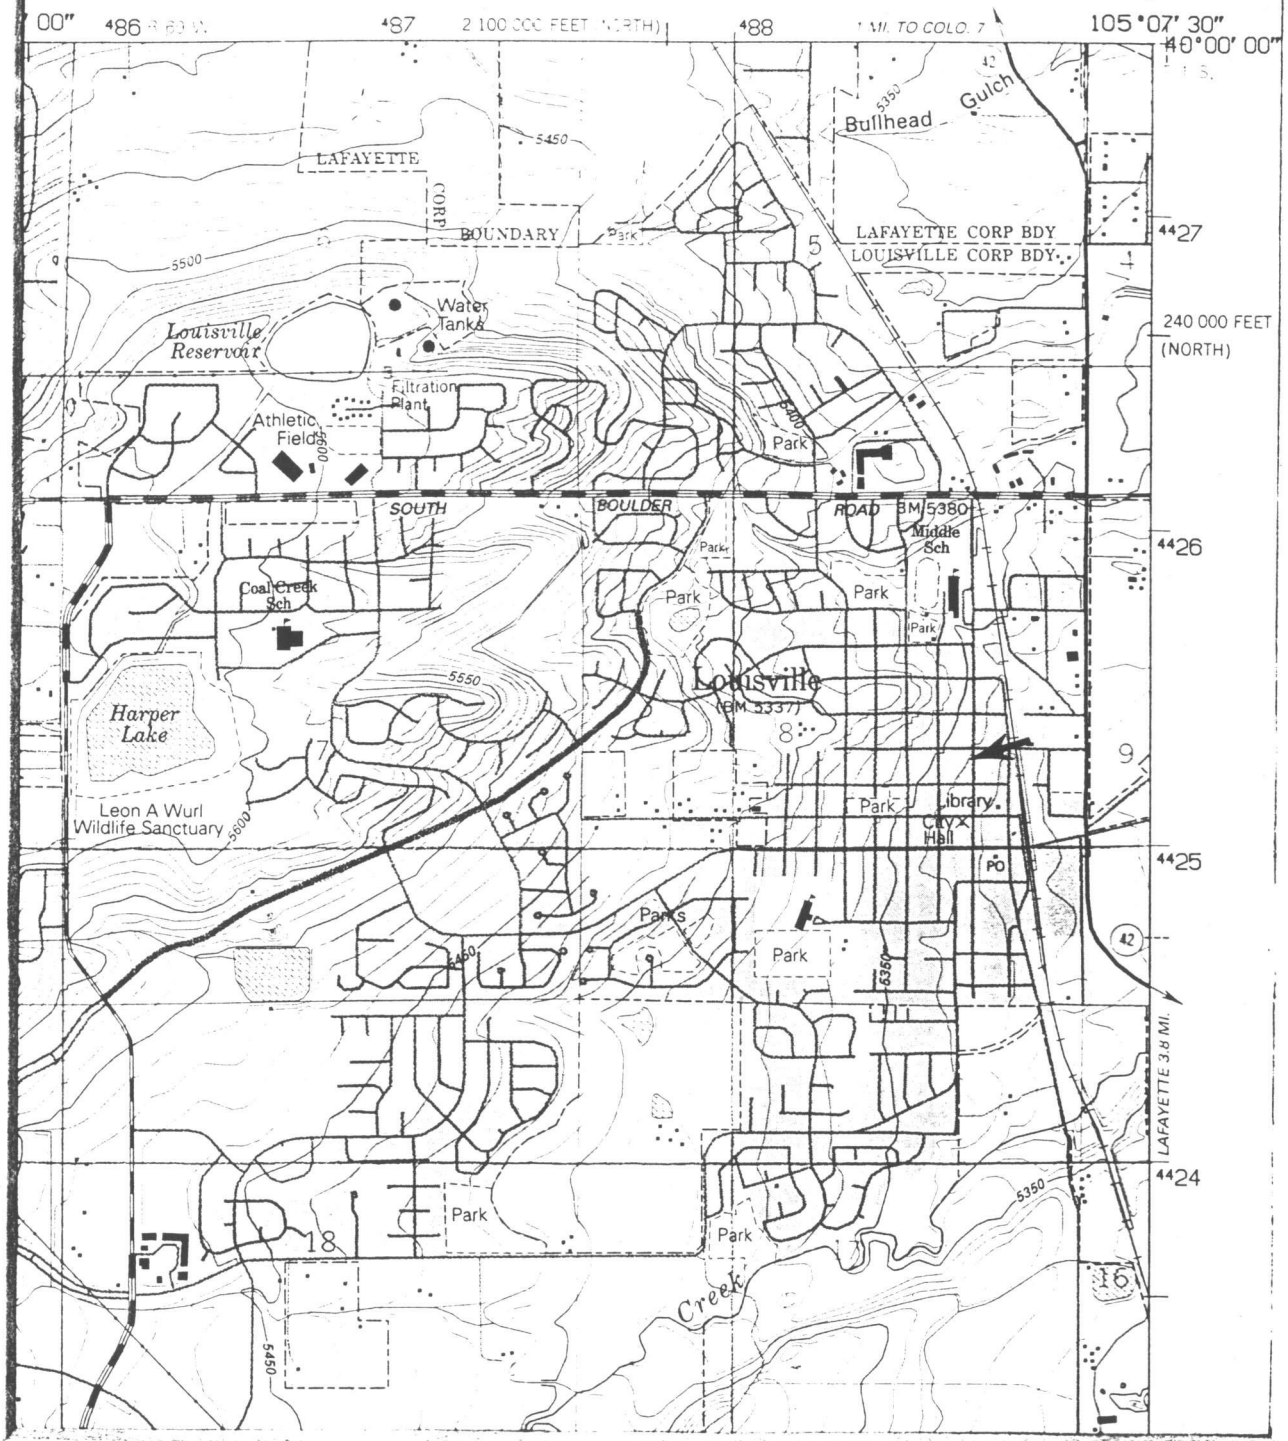 00"
486
487
2 100 000 FEET (NORTH)
488
1 MI. TO COLO. 7
105°07'30"
40°00'00"
42
5350
Gulch
Bullhead
5450
LAFAYETTE
CORP
BOUNDARY
Park
5
LAFAYETTE CORP BDY
LOUISVILLE CORP BDY
4427
4
5500
Water
Tanks
Louisville
Reservoir
240 000 FEET
(NORTH)
Filtration
Plant
Athletic
Field
5600
5400
Park
SOUTH
BOULDER
ROAD
BM 5380
Middle
Sch
4426
Park
Coal Creek
Sch
Park
Park
Park
5550
Louisville
(BM 5337)
Harper
Lake
8
9
Leon A Wurl
Wildlife Sanctuary
5600
Park
Library
City
Hall
4425
PO
Parks
42
Park
5450
5350
LAFAYETTE 3.8 MI.
4424
5350
Park
18
Park
16
Creek
5450